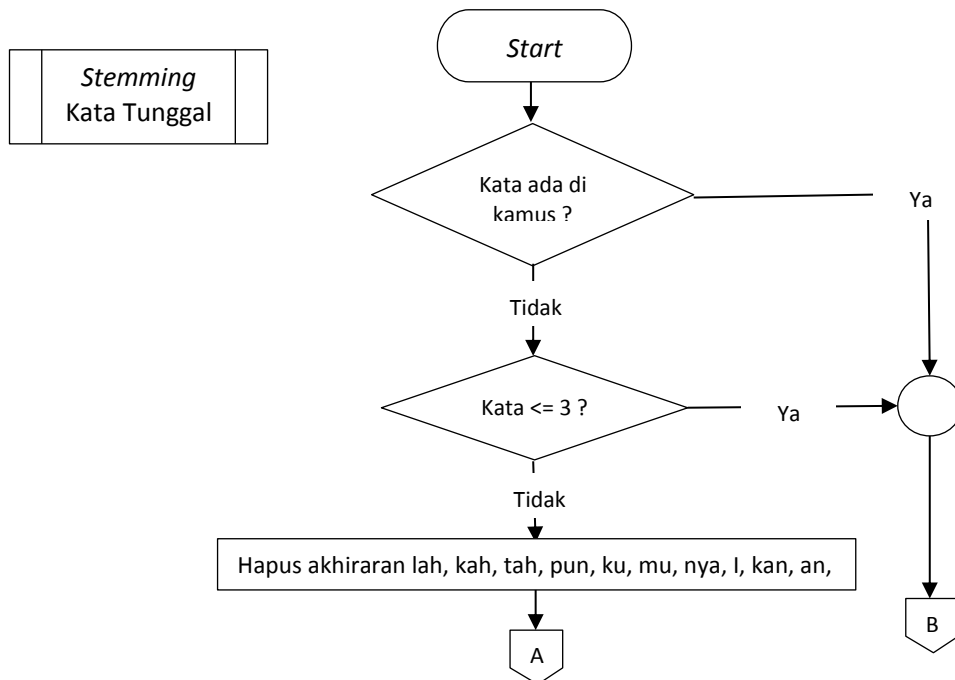 Start
Stemming
Kata Tunggal
Kata ada di
kamus ?
Ya
Tidak
Kata <= 3 ?
Ya
Tidak
Hapus akhiraran lah, kah, tah, pun, ku, mu, nya, I, kan, an,
B
A